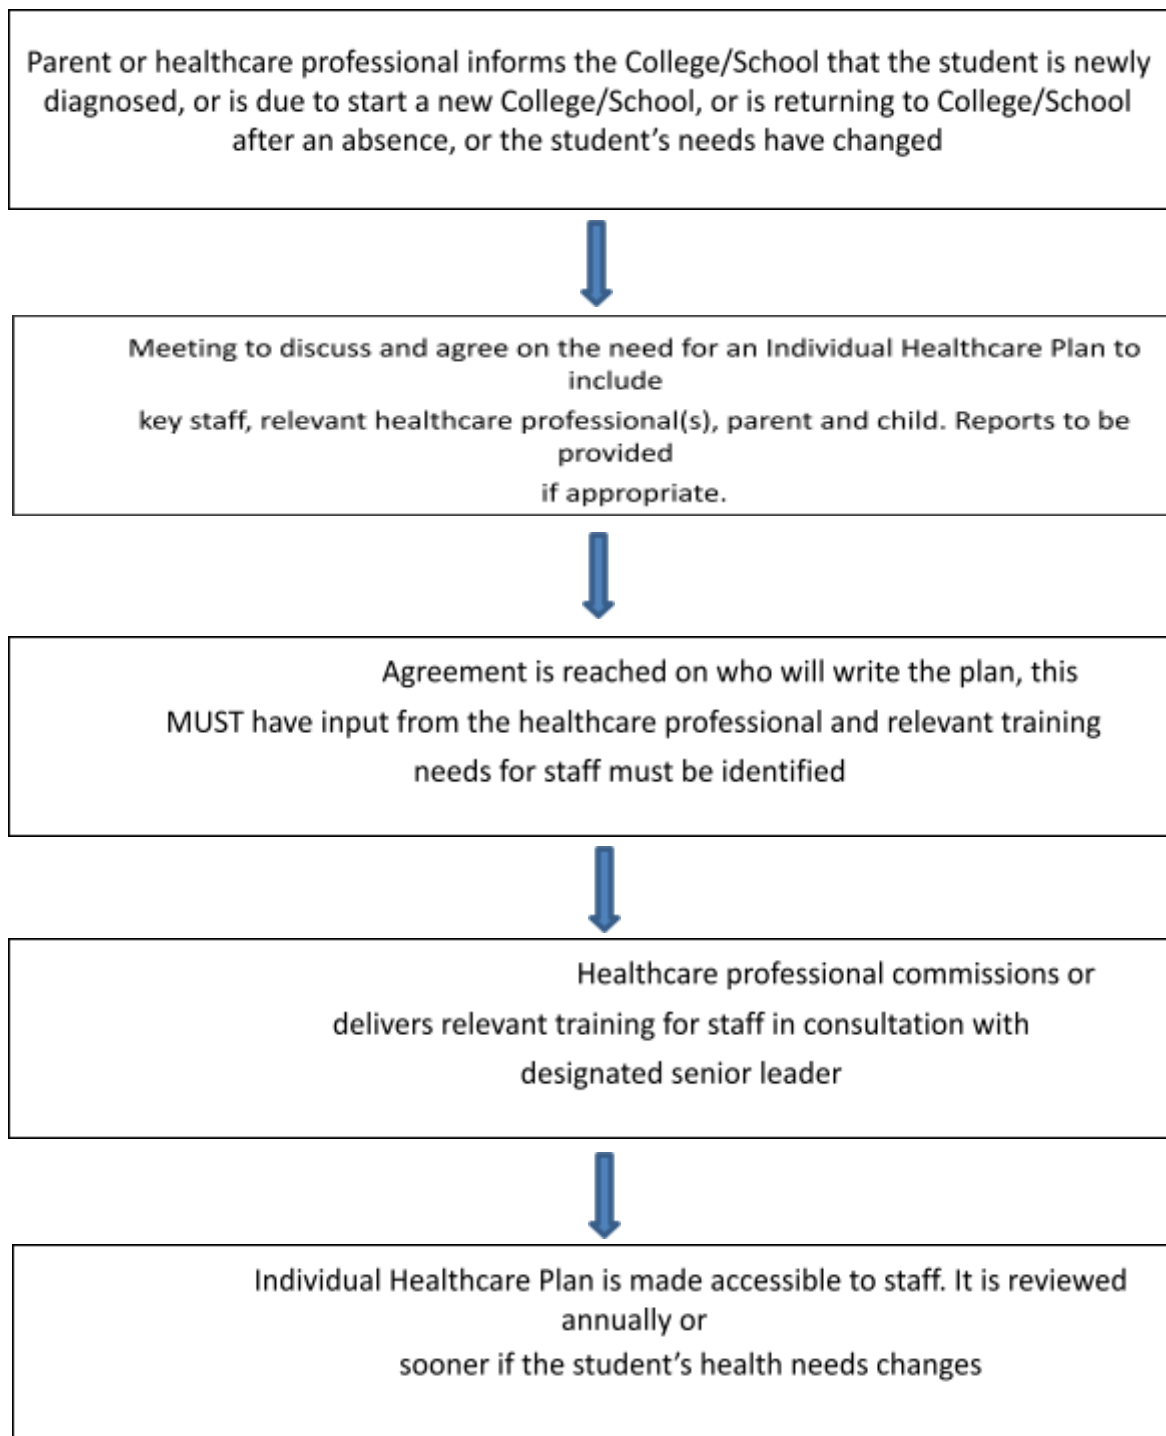 Parent or healthcare professional informs the College/School that the student is newly
diagnosed, or is due to start a new College/School, or is returning to College/School
after an absence, or the student’s needs have changed
Meeting to discuss and agree on the need for an Individual Healthcare Plan to
include
key staff, relevant healthcare professional(s), parent and child. Reports to be
provided
if appropriate.
Agreement is reached on who will write the plan, this
MUST have input from the healthcare professional and relevant training
needs for staff must be identified
Healthcare professional commissions or
delivers relevant training for staff in consultation with
designated senior leader
Individual Healthcare Plan is made accessible to staff. It is reviewed
annually or
sooner if the student’s health needs changes